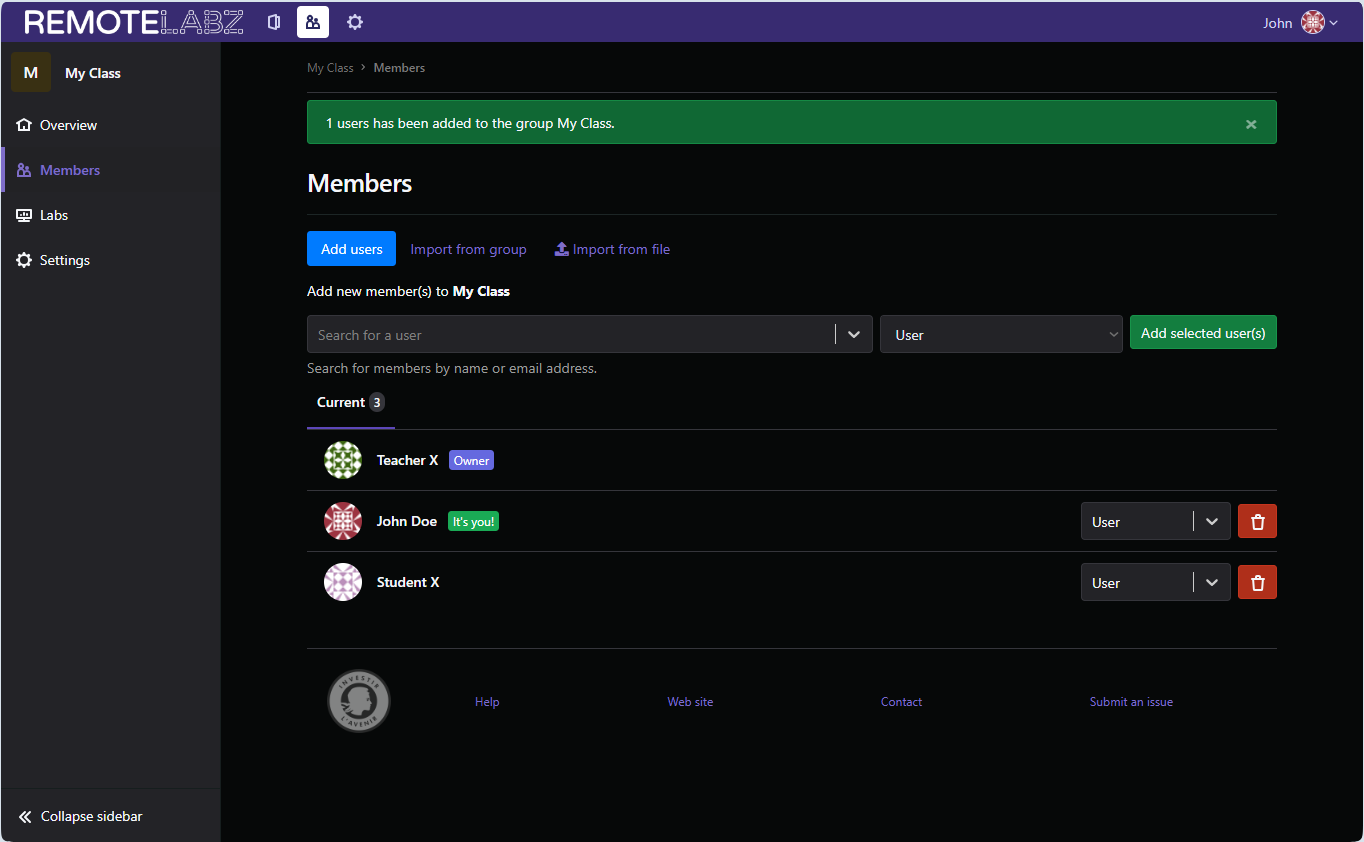 REMOTELABZ
John
M My Class
Overview
Members
Labs
Settings
Collapse sidebar
My Class > Members
1 users has been added to the group My Class.
Members
Add users Import from group Import from file
Add new member(s) to My Class
Search for a user User Add selected user(s)
Search for members by name or email address.
Current 3
Teacher X Owner
John Doe It's you! User
Student X User
INVESTIR L'AVENIR
Help Web site Contact Submit an issue